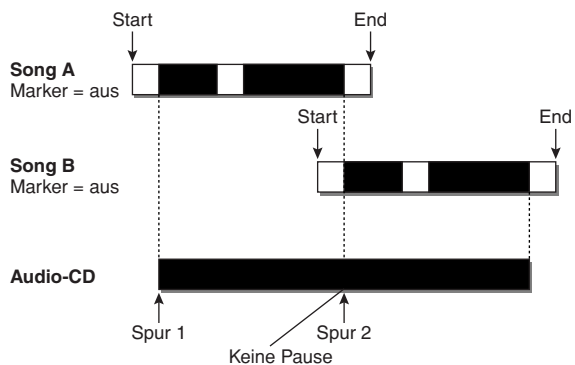 Start
End
Song A
Marker = aus
Start
End
Song B
Marker = aus
Audio-CD
Spur 1
Spur 2
Keine Pause